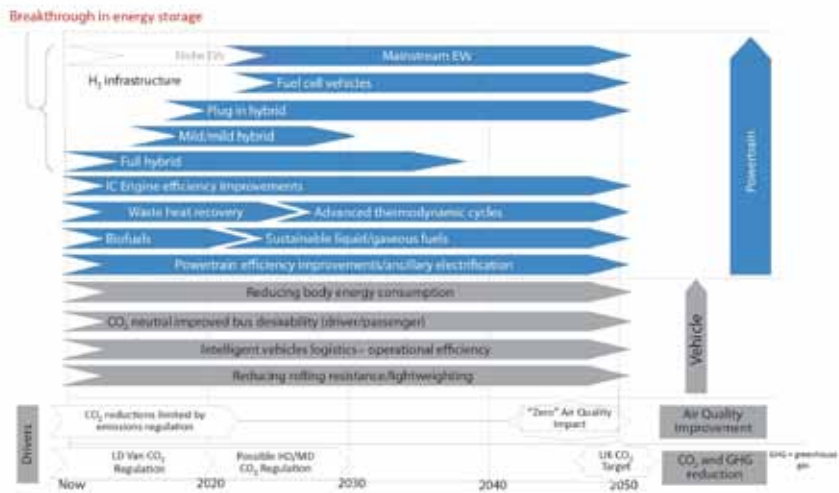 Breakthrough in energy storage
Niche EVs
Mainstream EVs
H₂ infrastructure
Fuel cell vehicles
Plug in hybrid
Mild/mild hybrid
Full hybrid
IC Engine efficiency improvements
Waste heat recovery
Advanced thermodynamic cycles
Biofuels
Sustainable liquid/gaseous fuels
Powertrain efficiency improvements/ancillary electrification
Powertrain
Reducing body energy consumption
CO₂ neutral improved bus desirability (driver/passenger)
Intelligent vehicles logistics – operational efficiency
Reducing rolling resistance/lightweighting
Vehicle
Drivers
CO₂ reductions limited by
emissions regulation
"Zero" Air Quality
Impact
Air Quality
Improvement
LD Van CO₂
Regulation
Possible HD/MD
CO₂ Regulation
UK CO₂
Target
CO₂ and GHG
reduction
GHG = greenhouse
gas
Now
2020
2030
2040
2050